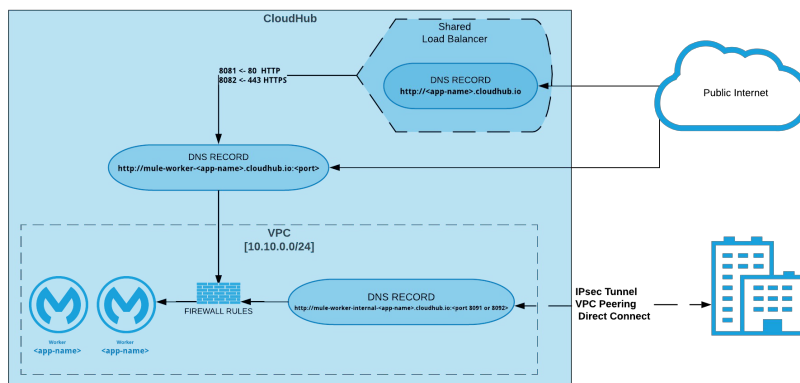 CloudHub
Shared
Load Balancer
8081 <- 80 HTTP
8082 <- 443 HTTPS
DNS RECORD
http://<app-name>.cloudhub.io
Public Internet
DNS RECORD
http://mule-worker-<app-name>.cloudhub.io:<port>
VPC
[10.10.0.0/24]
DNS RECORD
http://mule-worker-internal-<app-name>.cloudhub.io:<port 8091 or 8092>
FIREWALL RULES
IPsec Tunnel
VPC Peering
Direct Connect
Worker
<app-name>
Worker
<app-name>